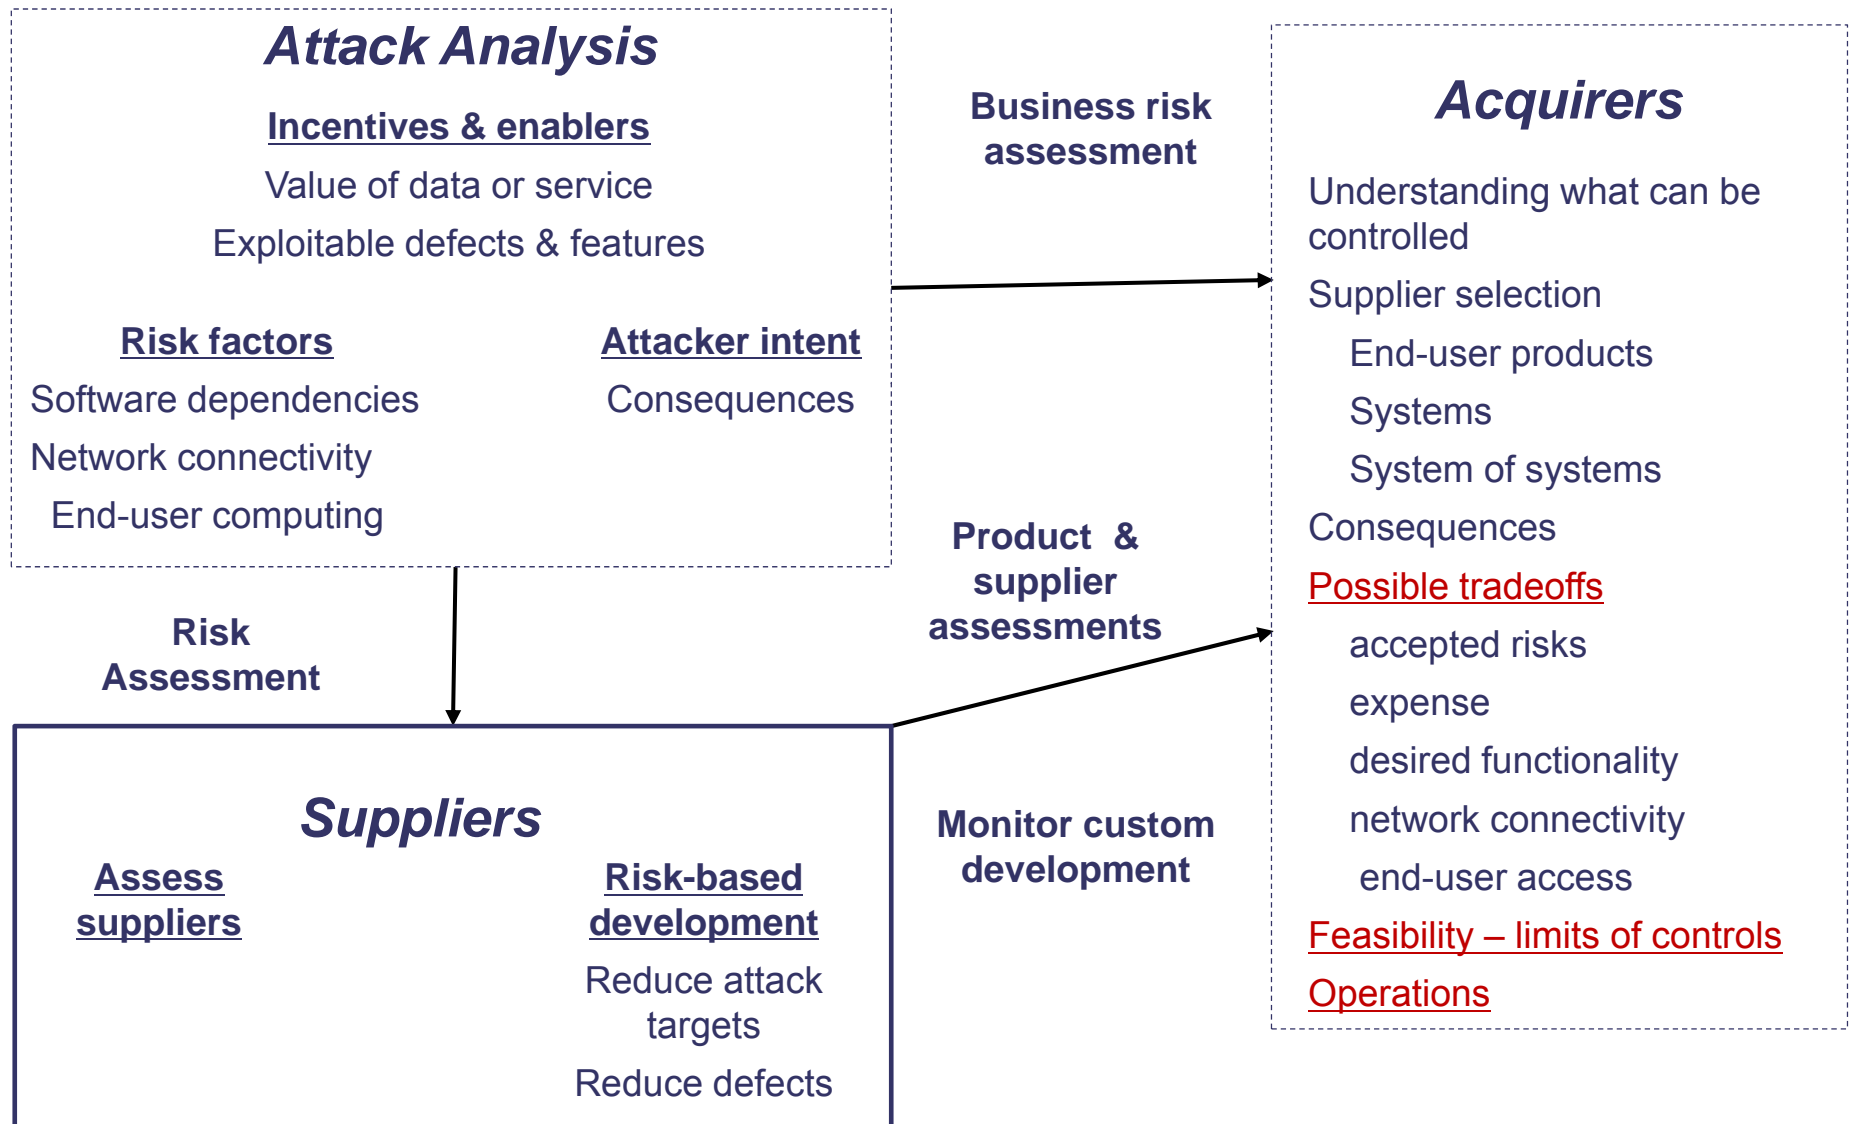 Attack Analysis
Incentives & enablers
Value of data or service
Exploitable defects & features
Risk factors
Software dependencies
Network connectivity
End-user computing
Attacker intent
Consequences
Business risk
assessment
Risk
Assessment
Product & 
supplier
assessments
Monitor custom
development
Suppliers
Assess
suppliers
Risk-based
development
Reduce attack
targets
Reduce defects
Acquirers
Understanding what can be
controlled
Supplier selection
End-user products
Systems
System of systems
Consequences
Possible tradeoffs
accepted risks
expense
desired functionality
network connectivity
end-user access
Feasibility – limits of controls
Operations